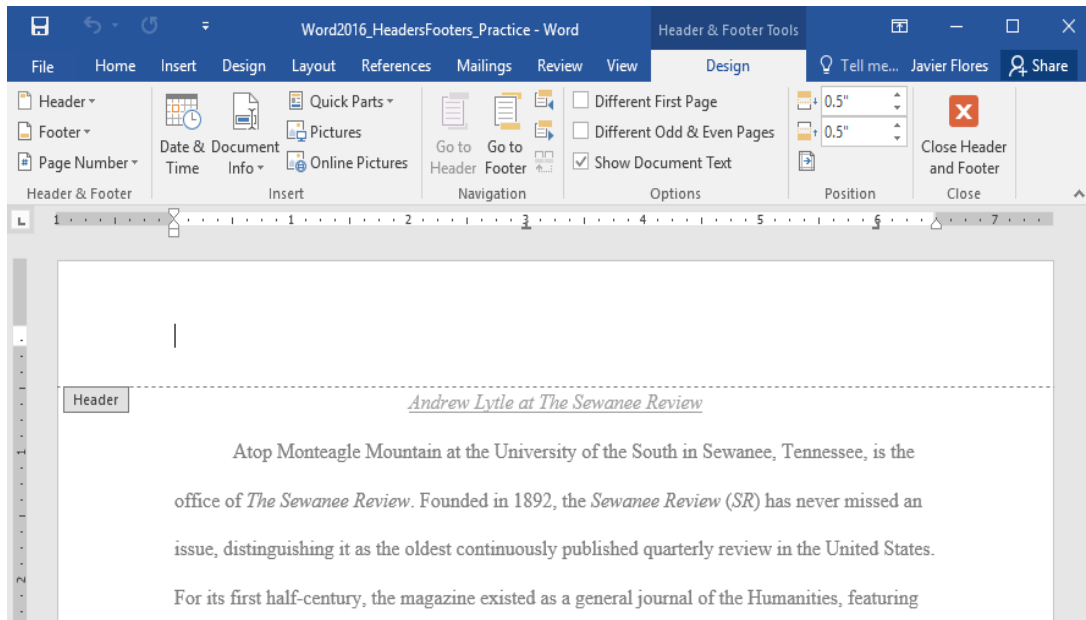 Word2016_HeadersFooters_Practice - Word Header & Footer Tools
File Home Insert Design Layout References Mailings Review View Design Tell me... Javier Flores Share
Header Quick Parts Different First Page 0.5"
Footer Pictures Different Odd & Even Pages 0.5"
Page Number Date & Time Document Info Online Pictures Go to Header Go to Footer Show Document Text Close Header and Footer
Header & Footer Insert Navigation Options Position Close
L 1 1 2 3 4 5 6 7
Header
Andrew Lytle at The Sewanee Review
Atop Monteagle Mountain at the University of the South in Sewanee, Tennessee, is the
office of The Sewanee Review. Founded in 1892, the Sewanee Review (SR) has never missed an
issue, distinguishing it as the oldest continuously published quarterly review in the United States.
For its first half-century, the magazine existed as a general journal of the Humanities, featuring
1
2